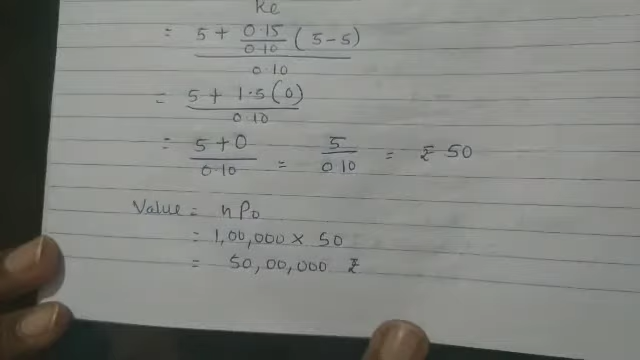 Ke
= 5 + 0.15/0.10 (5-5) / 0.10
= 5 + 1.5(0) / 0.10
= 5+0 / 0.10 = 5 / 0.10 = ₹ 50
Value = nP0
= 1,00,000 × 50
= 50,00,000 ₹